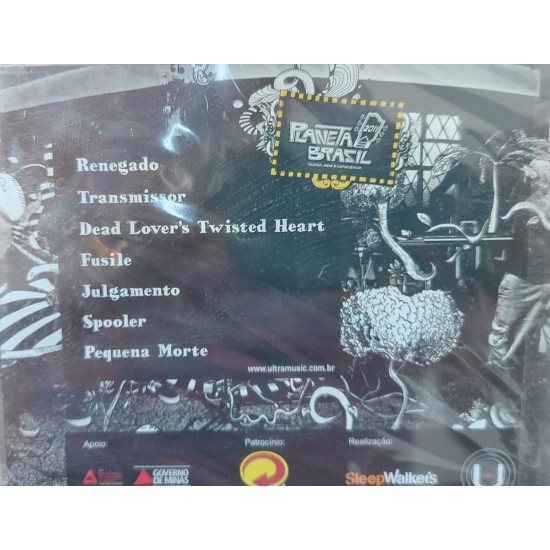 PLANETA
2011
BRASIL
Renegado
Transmissor
Dead Lover's Twisted Heart
Fusile
Julgamento
Spooler
Pequena Morte
www.ultramusic.com.br
Apoio:
Patrocínio:
Realização:
GOVERNO
DE MINAS
SleepWalkers
U